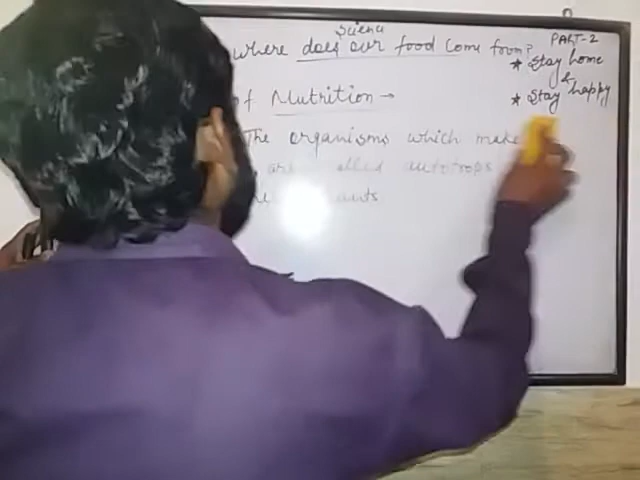 Science
where does our food come from?
PART-2
* Stay home
&
* Stay happy
of Nutrition →
The organisms which make
are called autotrops